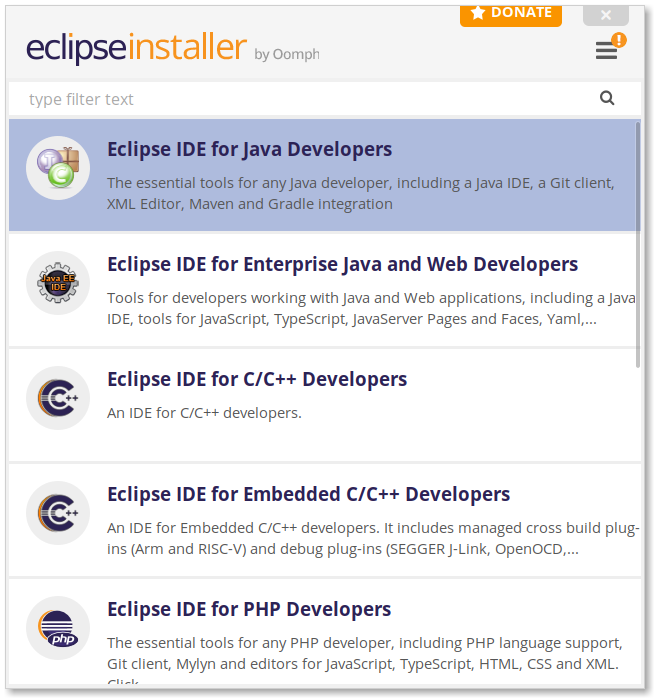 DONATE
eclipseinstaller by Oomph
type filter text
Eclipse IDE for Java Developers
The essential tools for any Java developer, including a Java IDE, a Git client,
XML Editor, Maven and Gradle integration
Java EE
IDE
Eclipse IDE for Enterprise Java and Web Developers
Tools for developers working with Java and Web applications, including a Java
IDE, tools for JavaScript, TypeScript, JavaServer Pages and Faces, Yaml,...
C++
Eclipse IDE for C/C++ Developers
An IDE for C/C++ developers.
C++
Eclipse IDE for Embedded C/C++ Developers
An IDE for Embedded C/C++ developers. It includes managed cross build plug-
ins (Arm and RISC-V) and debug plug-ins (SEGGER J-Link, OpenOCD,...
php
Eclipse IDE for PHP Developers
The essential tools for any PHP developer, including PHP language support,
Git client, Mylyn and editors for JavaScript, TypeScript, HTML, CSS and XML.
Click